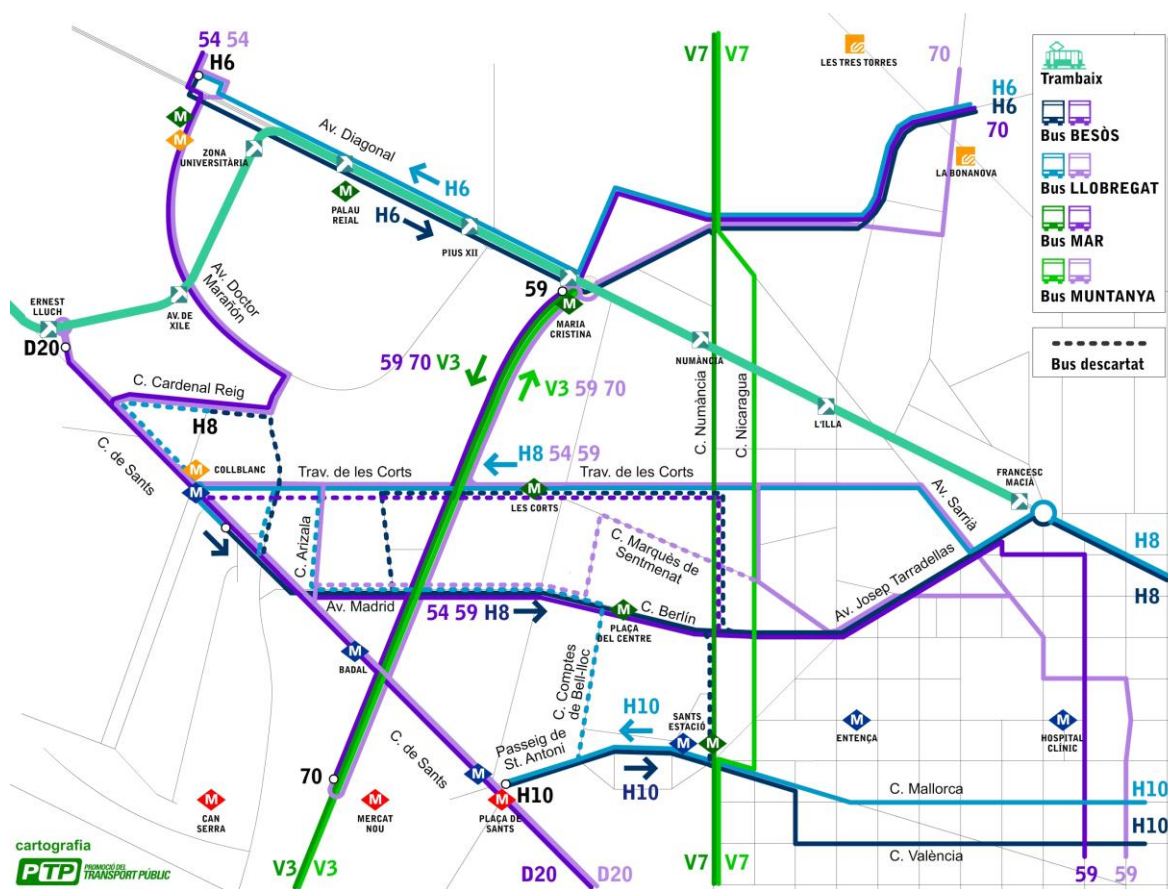 54 54
H6
V7 V7
LES TRES TORRES
70
H6
H6
70
LA BONANOVA
Trambaix
Bus BESÒS
Bus LLOBREGAT
Bus MAR
Bus MUNTANYA
Bus descartat
M
M
ZONA
UNIVERSITÀRIA
Av. Diagonal
H6
H6
M
PALAU
REIAL
PIUS XII
Av. Doctor
Marañón
ERNEST
LLUCH
AV. DE
XILE
D20
59
M
MARIA
CRISTINA
NUMÀNCIA
C. Numància
C. Nicaragua
L'ILLA
59 70 V3
V3 59 70
C. Cardenal Reig
H8
C. de Sants
M
COLLBLANC
M
H8 54 59
Trav. de les Corts
Trav. de les Corts
M
LES CORTS
FRANCESC
MACIÀ
Av. Sarrià
H8
H8
C. Arizala
C. Marquès de
Sentmenat
Av. Josep Tarradellas
Av. Madrid
54 59 H8
C. Berlín
M
PLAÇA
DEL CENTRE
M
BADAL
C. Comptes
de Bell-lloc
H10
SANTS
ESTACIÓ
M M
M
ENTENÇA
M
HOSPITAL
CLÍNIC
C. de Sants
Passeig de
St. Antoni
M
H10
70
M
CAN
SERRA
M
MERCAT
NOU
M
PLAÇA DE
SANTS
H10
C. Mallorca
H10
H10
C. València
cartografia
PTP PROMOCIÓ DEL
TRANSPORT PÚBLIC
V3 V3
D20 D20
V7 V7
59 59